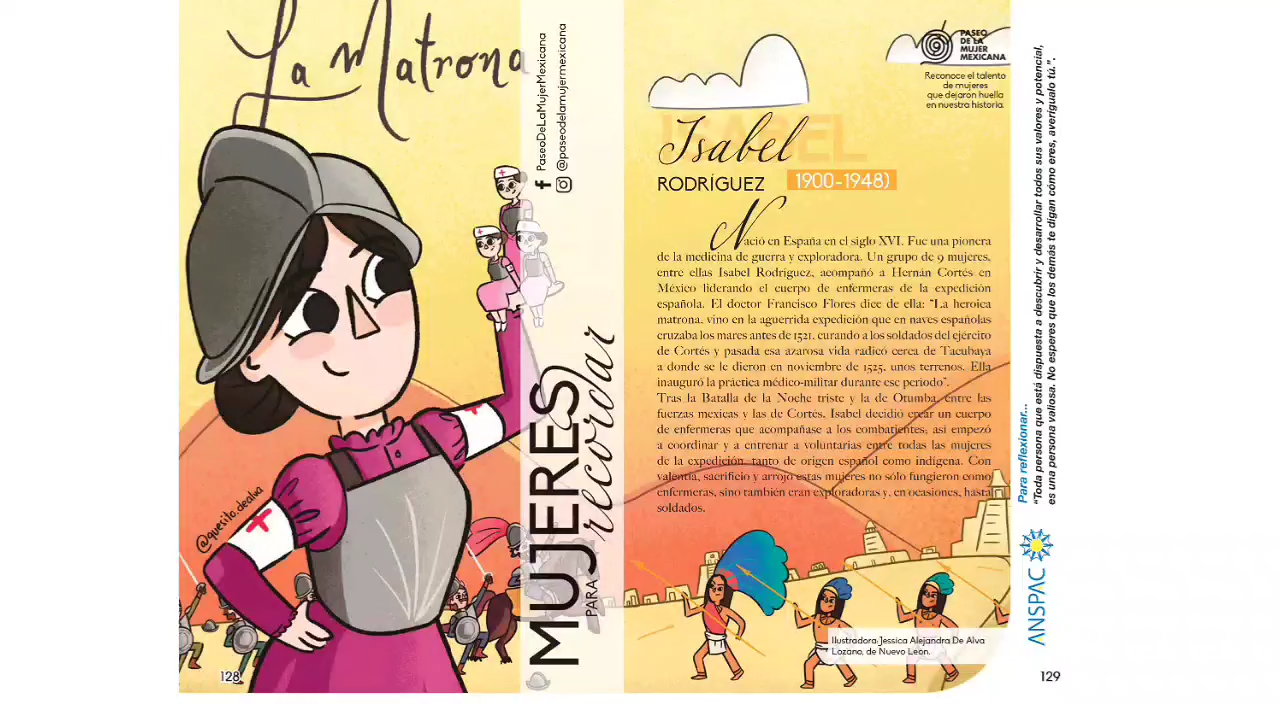 La Matrona
@quesito.dealva
128
PaseoDeLaMujerMexicana
@paseodelamujermexicana
MUJERES
PARA recordar
PASEO
DE LA
MUJER
MEXICANA
Reconoce el talento
de mujeres
que dejaron huella
en nuestra historia.
ISABEL
Isabel
RODRÍGUEZ 1900-1948)
Nació en España en el siglo XVI. Fue una pionera
de la medicina de guerra y exploradora. Un grupo de 9 mujeres,
entre ellas Isabel Rodríguez, acompañó a Hernán Cortés en
México liderando el cuerpo de enfermeras de la expedición
española. El doctor Francisco Flores dice de ella: "La heroica
matrona, vino en la aguerrida expedición que en naves españolas
cruzaba los mares antes de 1521, curando a los soldados del ejército
de Cortés y pasada esa azarosa vida radicó cerca de Tacubaya
a donde se le dieron en noviembre de 1525, unos terrenos. Ella
inauguró la práctica médico-militar durante ese periodo".
Tras la Batalla de la Noche triste y la de Otumba, entre las
fuerzas mexicas y las de Cortés, Isabel decidió crear un cuerpo
de enfermeras que acompañase a los combatientes; así empezó
a coordinar y a entrenar a voluntarias entre todas las mujeres
de la expedición, tanto de origen español como indígena. Con
valentía, sacrificio y arrojo estas mujeres no sólo fungieron como
enfermeras, sino también eran exploradoras y, en ocasiones, hasta
soldados.
Ilustradora:Jessica Alejandra De Alva
Lozano, de Nuevo León.
Para reflexionar...
"Toda persona que está dispuesta a descubrir y desarrollar todos sus valores y potencial,
es una persona valiosa. No esperes que los demás te digan cómo eres, averígualo tú.".
ANSPAC
129